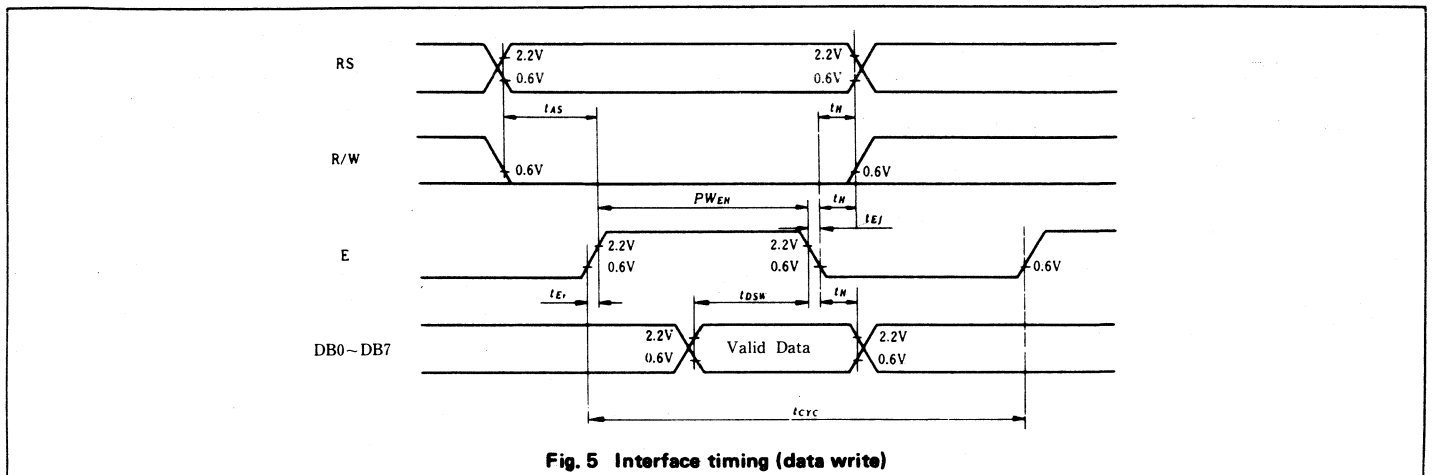 RS
2.2V
0.6V
2.2V
0.6V
tAS
tH
R/W
0.6V
0.6V
PWEH
tH
tEf
E
2.2V
0.6V
2.2V
0.6V
0.6V
tEr
tDSW
tH
DB0~DB7
2.2V
0.6V
Valid Data
2.2V
0.6V
tCYC
Fig. 5 Interface timing (data write)